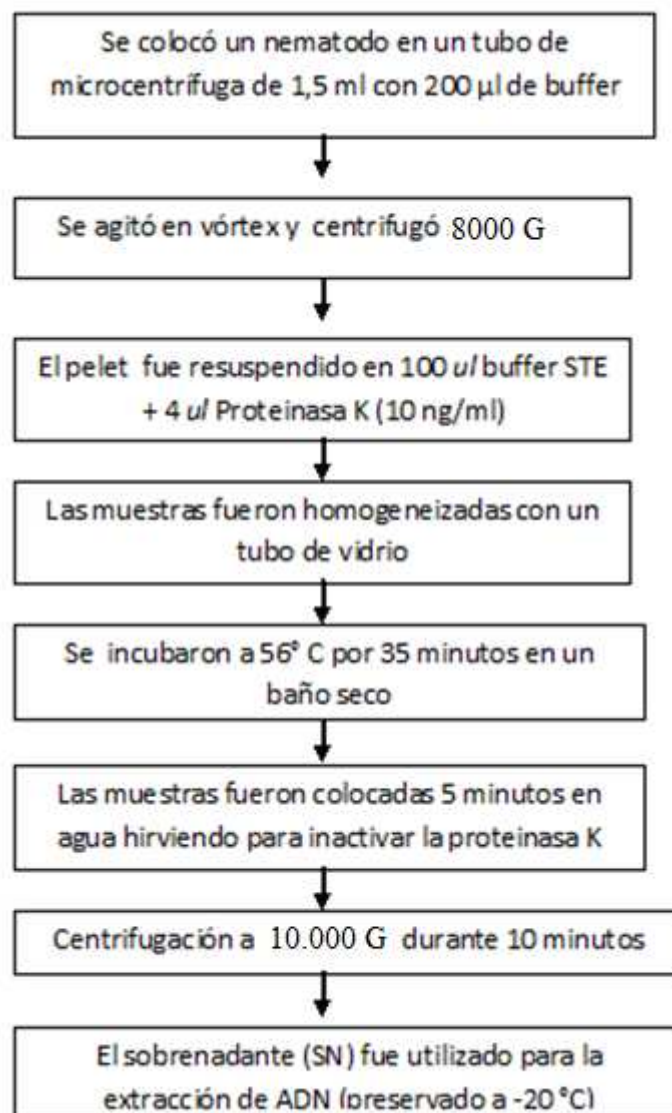 Se colocó un nematodo en un tubo de
microcentrífuga de 1,5 ml con 200 µl de buffer
Se agitó en vórtex y centrifugó 8000 G
El pelet fue resuspendido en 100 ul buffer STE
+ 4 ul Proteinasa K (10 ng/ml)
Las muestras fueron homogeneizadas con un
tubo de vidrio
Se incubaron a 56° C por 35 minutos en un
baño seco
Las muestras fueron colocadas 5 minutos en
agua hirviendo para inactivar la proteinasa K
Centrifugación a 10.000 G durante 10 minutos
El sobrenadante (SN) fue utilizado para la
extracción de ADN (preservado a -20 °C)